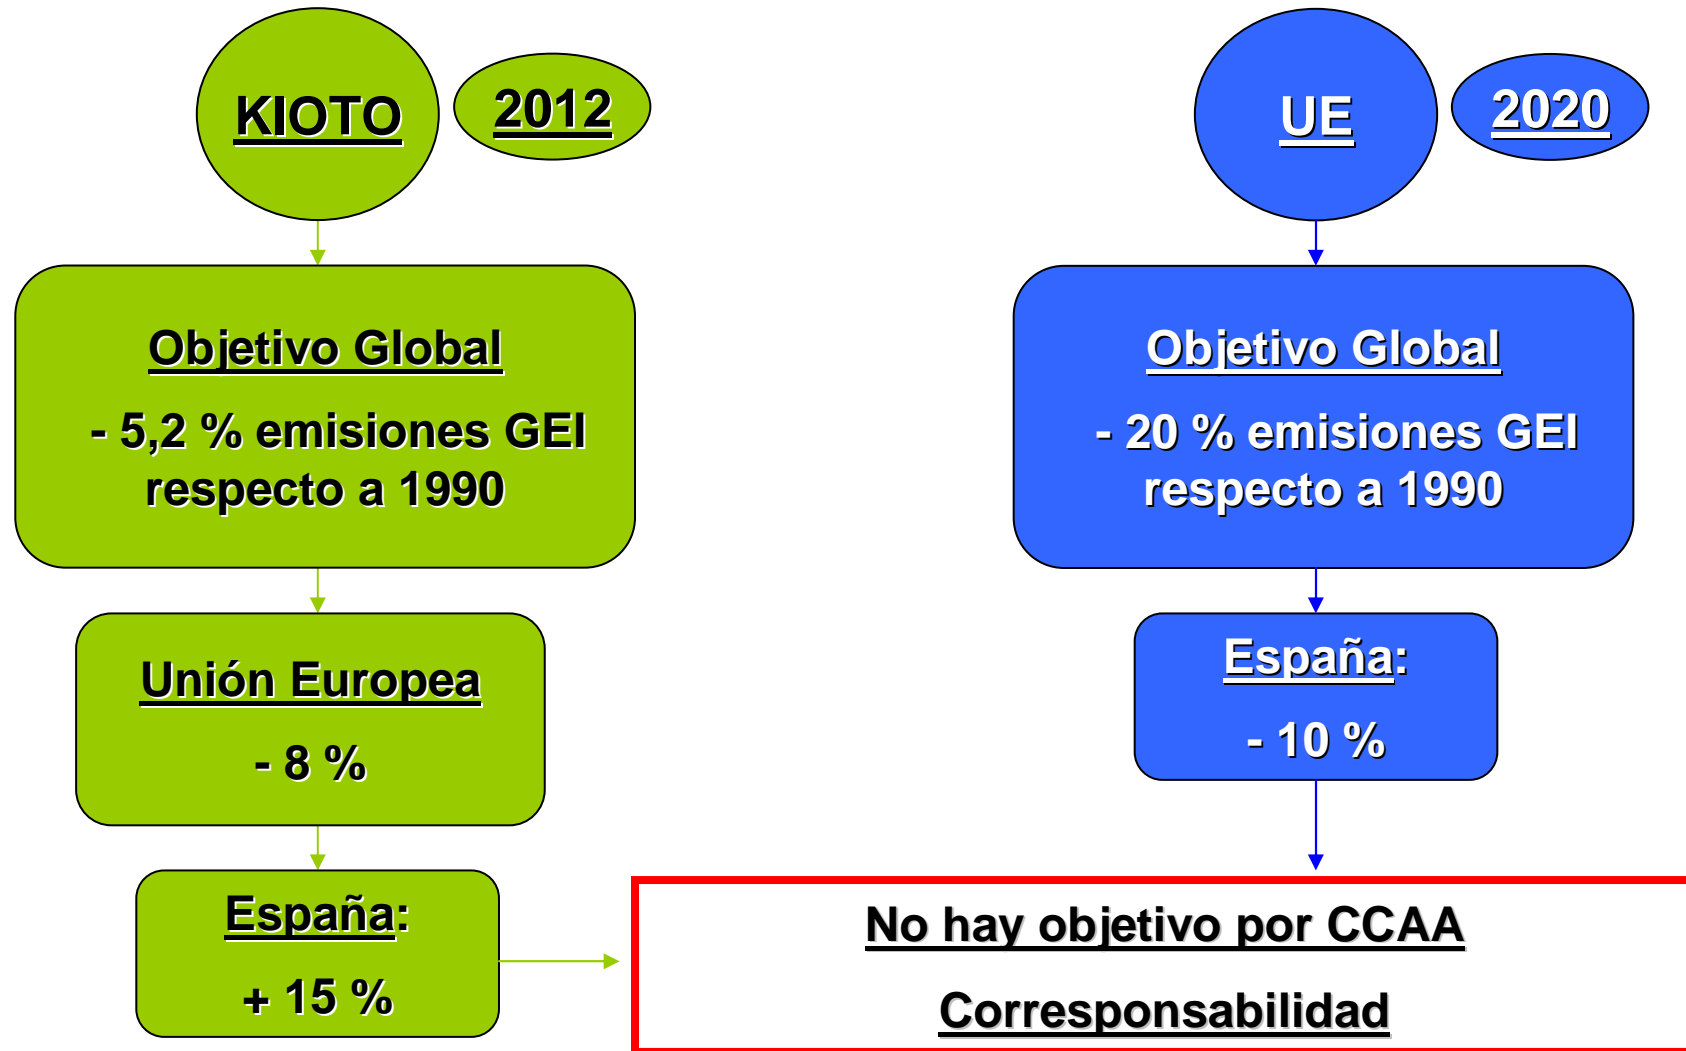 KIOTO
2012
Objetivo Global
- 5,2 % emisiones GEI
respecto a 1990
Unión Europea
- 8 %
España:
+ 15 %
UE
2020
Objetivo Global
- 20 % emisiones GEI
respecto a 1990
España:
- 10 %
No hay objetivo por CCAA
Corresponsabilidad